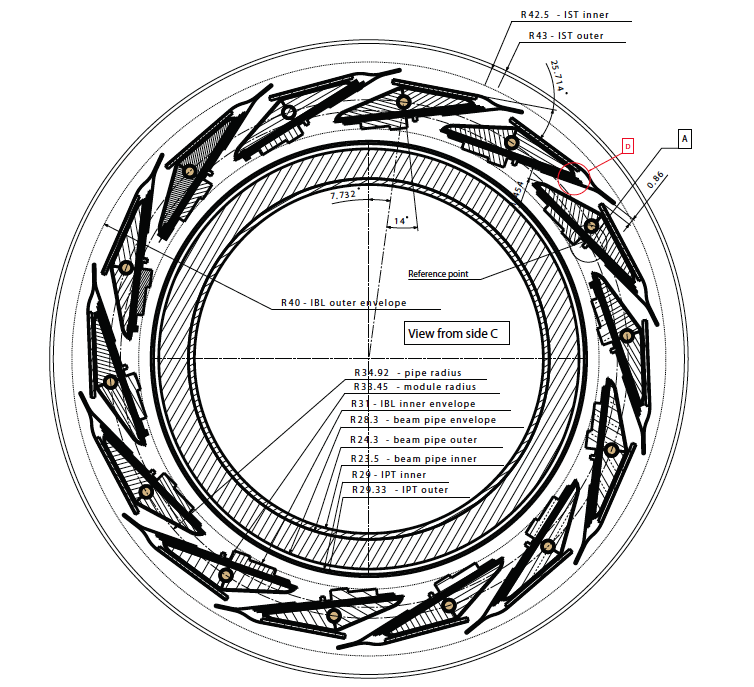 R42.5 - IST inner
R43 - IST outer
25.714°
A
D
0.86
7.732°
14°
Reference point
R40 - IBL outer envelope
View from side C
R34.92 - pipe radius
R33.45 - module radius
R31 - IBL inner envelope
R28.3 - beam pipe envelope
R24.3 - beam pipe outer
R23.5 - beam pipe inner
R29 - IPT inner
R29.33 - IPT outer